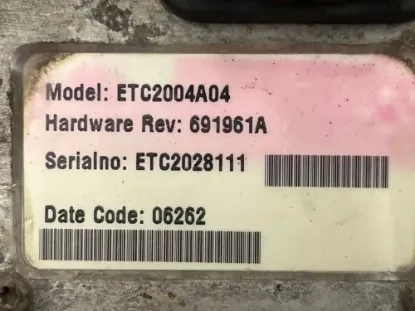 Model: ETC2004A04
Hardware Rev: 691961A
Serialno: ETC2028111
Date Code: 06262